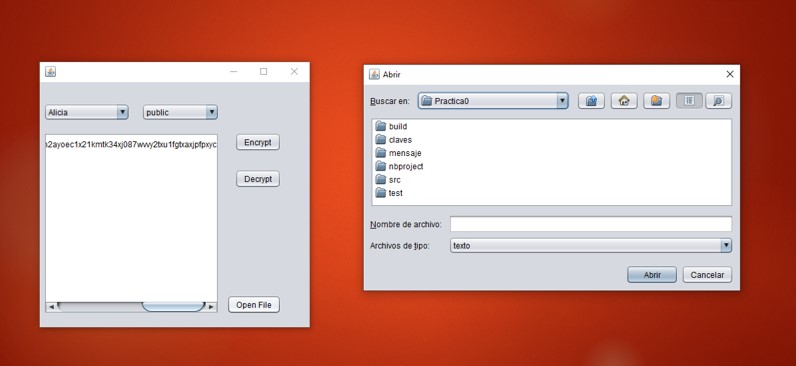 Alicia
public
n2ayoec1x21kmtk34xj087wvvy2txu1fgtxaxjpfpxyc
Encrypt
Decrypt
Open File
Abrir
Buscar en:
Practica0
build
claves
mensaje
nbproject
src
test
Nombre de archivo:
Archivos de tipo:
texto
Abrir
Cancelar